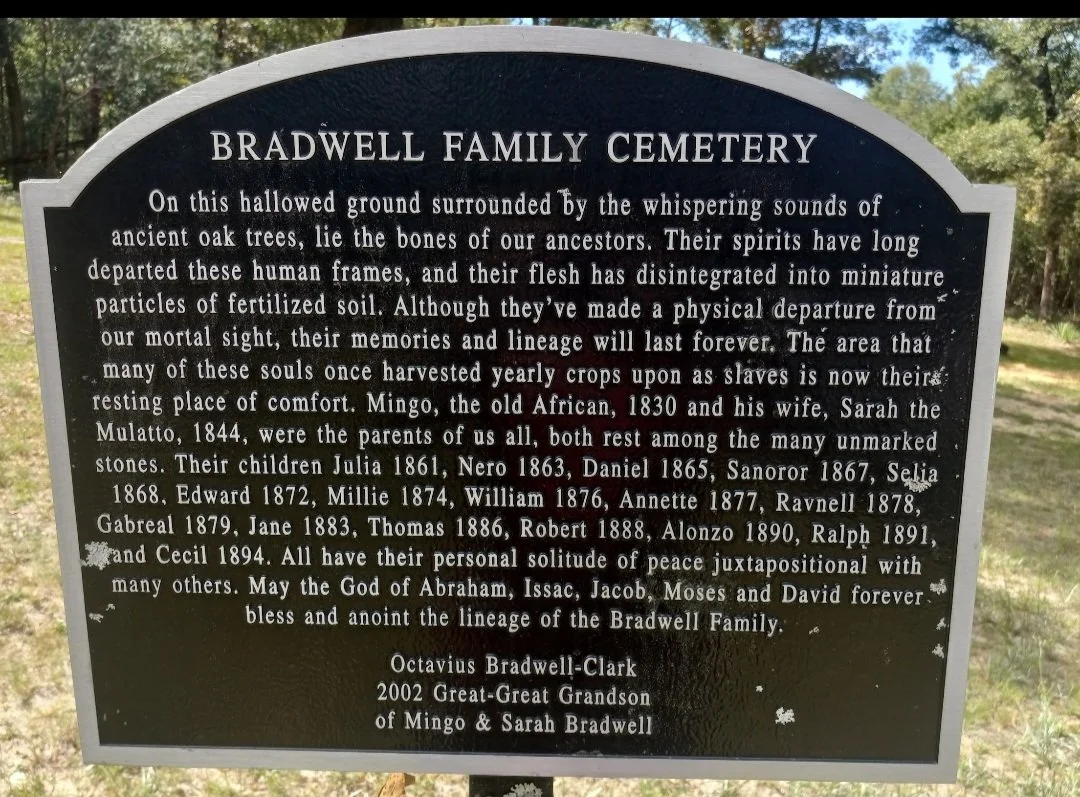 BRADWELL FAMILY CEMETERY
On this hallowed ground surrounded by the whispering sounds of
ancient oak trees, lie the bones of our ancestors. Their spirits have long
departed these human frames, and their flesh has disintegrated into miniature
particles of fertilized soil. Although they've made a physical departure from
our mortal sight, their memories and lineage will last forever. The area that
many of these souls once harvested yearly crops upon as slaves is now their
resting place of comfort. Mingo, the old African, 1830 and his wife, Sarah the
Mulatto, 1844, were the parents of us all, both rest among the many unmarked
stones. Their children Julia 1861, Nero 1863, Daniel 1865, Sanoror 1867, Selia
1868, Edward 1872, Millie 1874, William 1876, Annette 1877, Ravnell 1878,
Gabreal 1879, Jane 1883, Thomas 1886, Robert 1888, Alonzo 1890, Ralph 1891,
and Cecil 1894. All have their personal solitude of peace juxtapositional with
many others. May the God of Abraham, Issac, Jacob, Moses and David forever
bless and anoint the lineage of the Bradwell Family.
Octavius Bradwell-Clark
2002 Great-Great Grandson
of Mingo & Sarah Bradwell